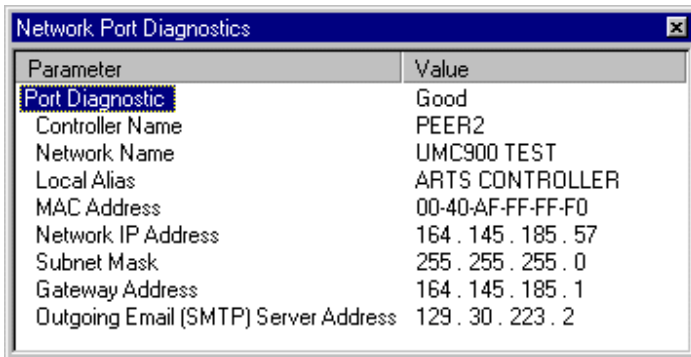 Network Port Diagnostics
Parameter Value
Port Diagnostic Good
Controller Name PEER2
Network Name UMC900 TEST
Local Alias ARTS CONTROLLER
MAC Address 00-40-AF-FF-FF-F0
Network IP Address 164 . 145 . 185 . 57
Subnet Mask 255 . 255 . 255 . 0
Gateway Address 164 . 145 . 185 . 1
Outgoing Email (SMTP) Server Address 129 . 30 . 223 . 2